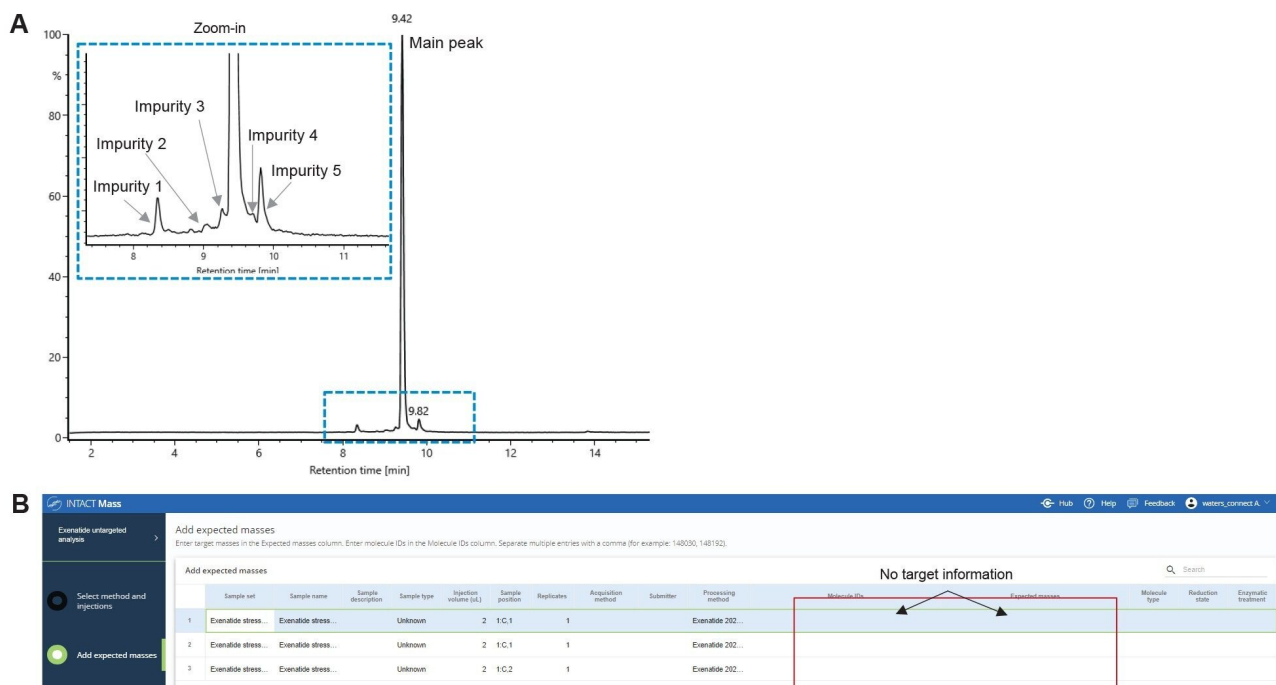 A
Zoom-in
9.42
Main peak
100
%
80
60
40
20
0
Impurity 3
Impurity 2
Impurity 4
Impurity 1
Impurity 5
8
9
10
11
Retention time [min]
9.82
2
4
6
8
10
12
14
Retention time [min]
B
INTACT Mass
Hub
Help
Feedback
waters_connect A.
Exenatide untargeted
analysis
Select method and
injections
Add expected masses
Add expected masses
Enter target masses in the Expected masses column. Enter molecule IDs in the Molecule IDs column. Separate multiple entries with a comma (for example: 148030, 148192).
Add expected masses
Search
No target information
Sample set
Sample name
Sample
description
Sample type
Injection
volume (uL)
Sample
position
Replicates
Acquisition
method
Submitter
Processing
method
Molecule IDs
Expected masses
Molecule
type
Reduction
state
Enzymatic
treatment
1 Exenatide stress... Exenatide stress... Unknown 2 1:C,1 1 Exenatide 202...
2 Exenatide stress... Exenatide stress... Unknown 2 1:C,1 1 Exenatide 202...
3 Exenatide stress... Exenatide stress... Unknown 2 1:C,2 1 Exenatide 202...